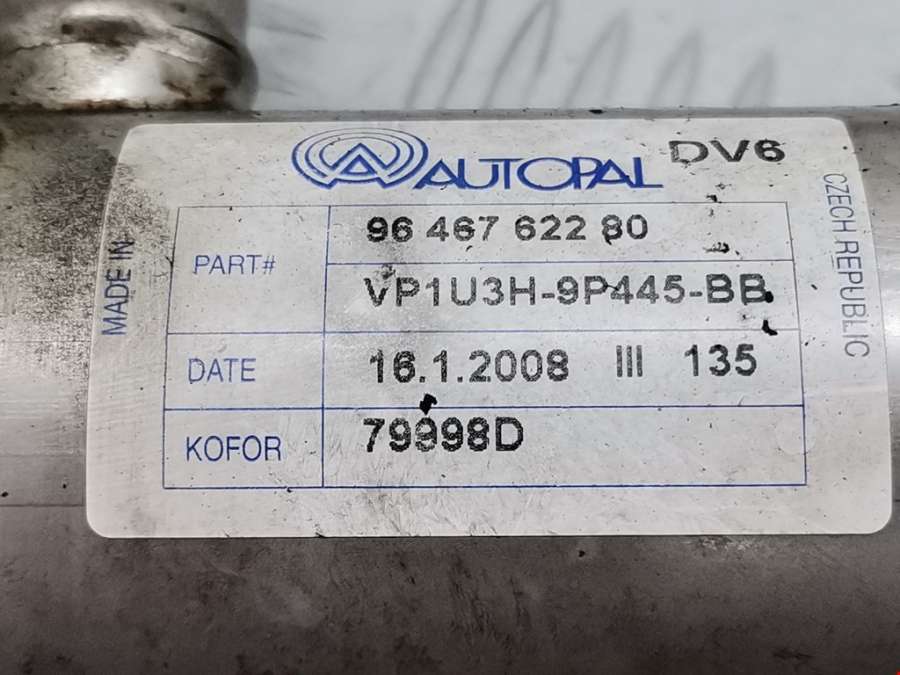 AUTOPAL DV6
MADE IN
CZECH REPUBLIC
PART#
96 467 622 80
VP1U3H-9P445-BB
DATE
16.1.2008 III 135
KOFOR
79998D